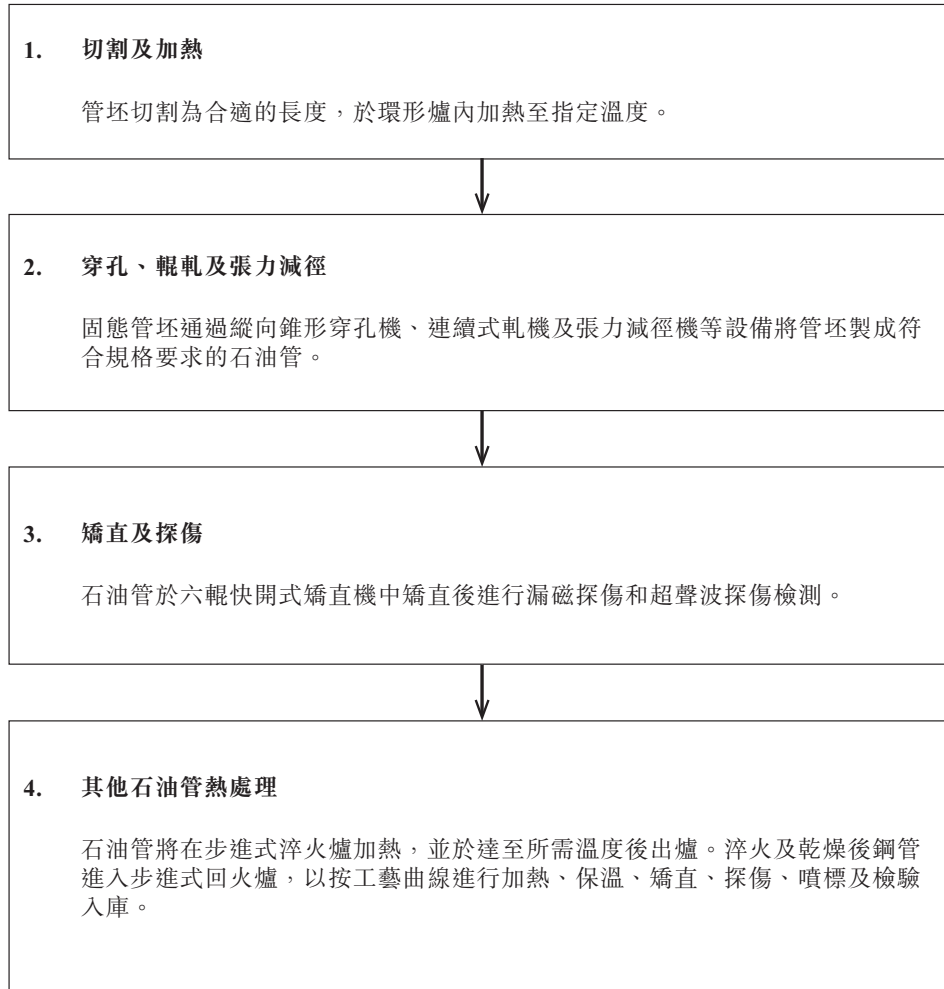 1. 切割及加熱
管坯切割為合適的長度，於環形爐內加熱至指定溫度。
2. 穿孔、輥軋及張力減徑
固態管坯通過縱向錐形穿孔機、連續式軋機及張力減徑機等設備將管坯製成符
合規格要求的石油管。
3. 矯直及探傷
石油管於六輥快開式矯直機中矯直後進行漏磁探傷和超聲波探傷檢測。
4. 其他石油管熱處理
石油管將在步進式淬火爐加熱，並於達至所需溫度後出爐。淬火及乾燥後鋼管
進入步進式回火爐，以按工藝曲線進行加熱、保溫、矯直、探傷、噴標及檢驗
入庫。